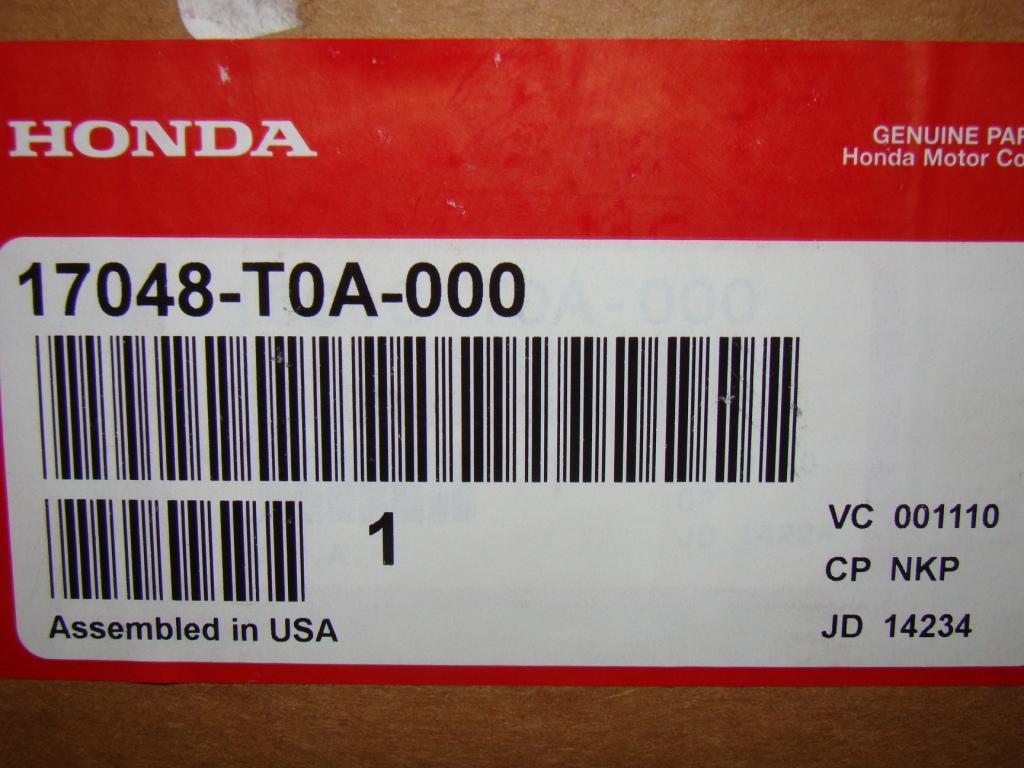 HONDA
GENUINE PAR
Honda Motor Co
17048-T0A-000
1
VC 001110
CP NKP
Assembled in USA
JD 14234